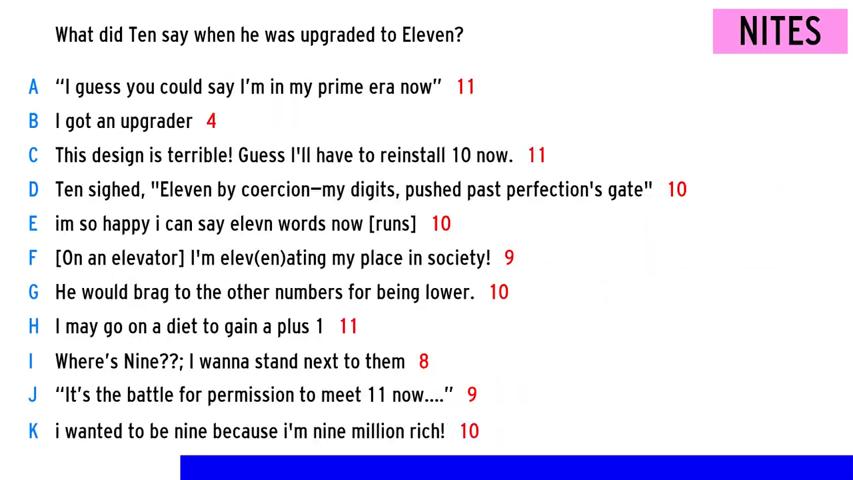 What did Ten say when he was upgraded to Eleven?
NITES
A “I guess you could say I’m in my prime era now” 11
B I got an upgrader 4
C This design is terrible! Guess I'll have to reinstall 10 now. 11
D Ten sighed, "Eleven by coercion—my digits, pushed past perfection's gate" 10
E im so happy i can say elevn words now [runs] 10
F [On an elevator] I'm elev(en)ating my place in society! 9
G He would brag to the other numbers for being lower. 10
H I may go on a diet to gain a plus 1 11
I Where’s Nine??; I wanna stand next to them 8
J “It’s the battle for permission to meet 11 now....” 9
K i wanted to be nine because i'm nine million rich! 10